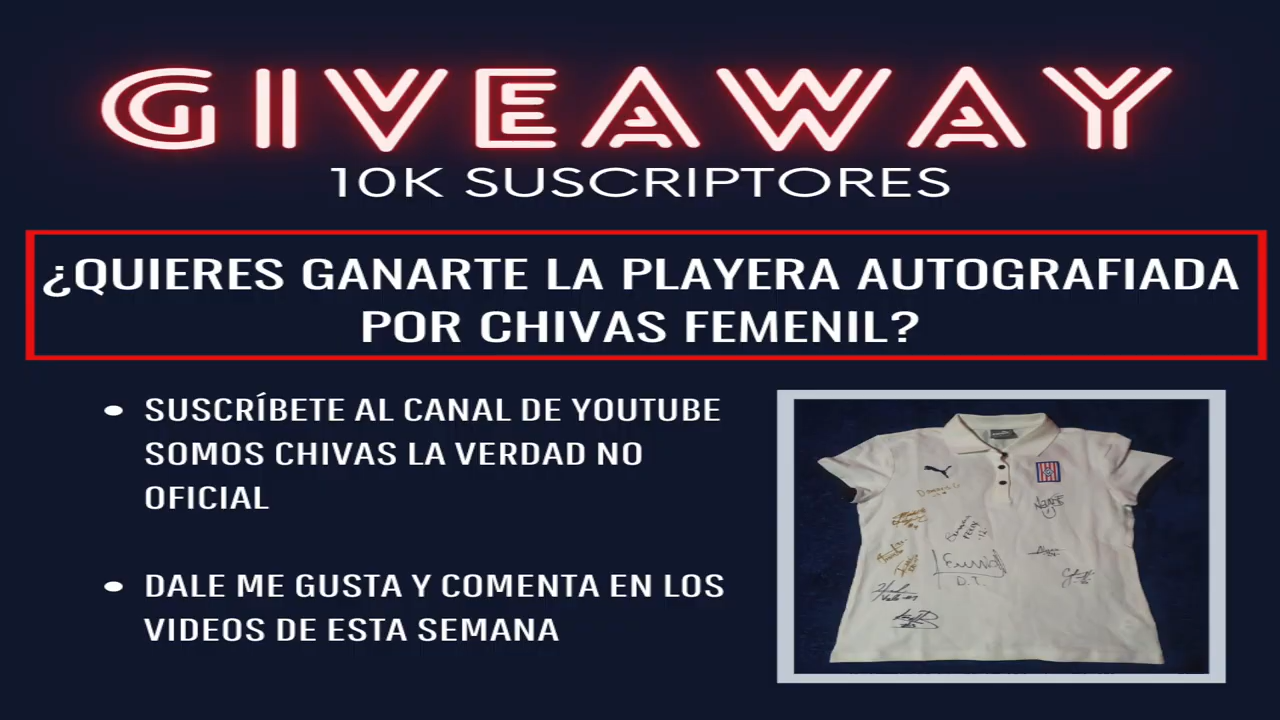 GIVEAWAY
10K SUSCRIPTORES
¿QUIERES GANARTE LA PLAYERA AUTOGRAFIADA
POR CHIVAS FEMENIL?
• SUSCRÍBETE AL CANAL DE YOUTUBE
SOMOS CHIVAS LA VERDAD NO
OFICIAL
• DALE ME GUSTA Y COMENTA EN LOS
VIDEOS DE ESTA SEMANA
D.T.